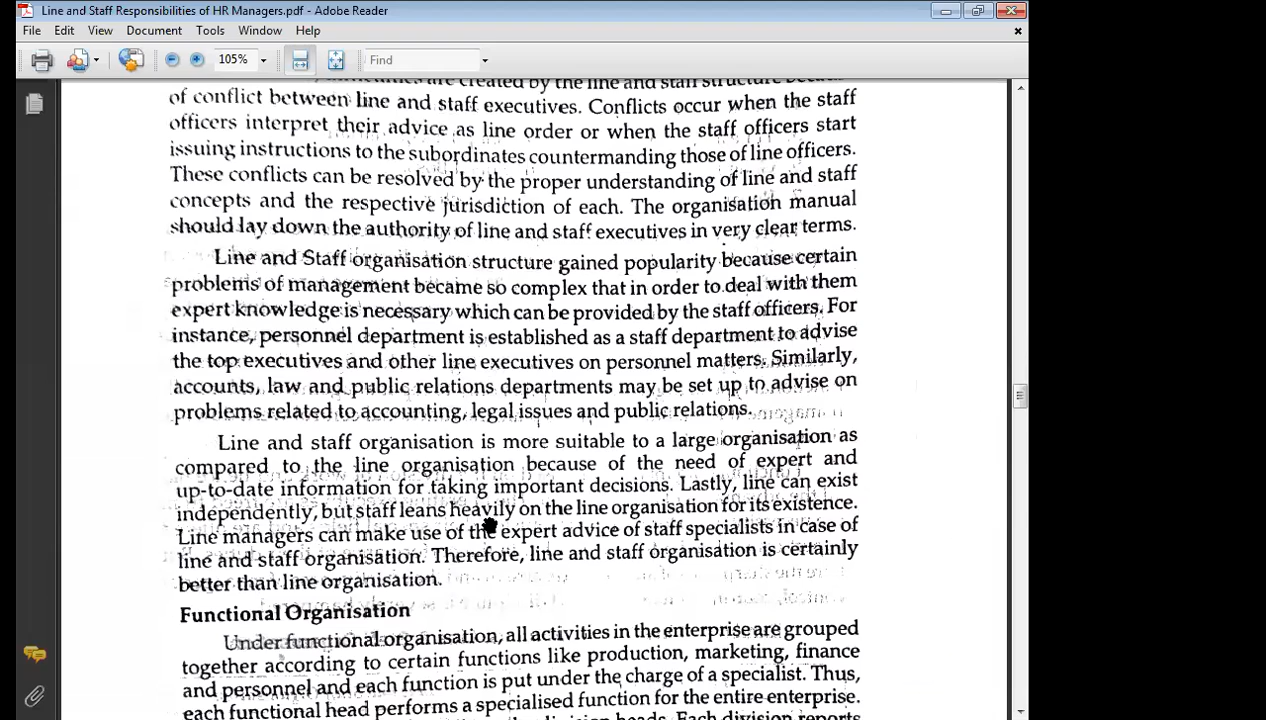 Line and Staff Responsibilities of HR Managers.pdf - Adobe Reader
File Edit View Document Tools Window Help
105% Find
are created by the line and staff structure
of conflict between line and staff executives. Conflicts occur when the staff
officers interpret their advice as line order or when the staff officers start
issuing instructions to the subordinates countermanding those of line officers.
These conflicts can be resolved by the proper understanding of line and staff
concepts and the respective jurisdiction of each. The organisation manual
should lay down the authority of line and staff executives in very clear terms.
Line and Staff organisation structure gained popularity because certain
problems of management became so complex that in order to deal with them
expert knowledge is necessary which can be provided by the staff officers. For
instance, personnel department is established as a staff department to advise
the top executives and other line executives on personnel matters. Similarly,
accounts, law and public relations departments may be set up to advise on
problems related to accounting, legal issues and public relations.
Line and staff organisation is more suitable to a large organisation as
compared to the line organisation because of the need of expert and
up-to-date information for taking important decisions. Lastly, line can exist
independently, but staff leans heavily on the line organisation for its existence.
Line managers can make use of the expert advice of staff specialists in case of
line and staff organisation. Therefore, line and staff organisation is certainly
better than line organisation.
Functional Organisation
Under functional organisation, all activities in the enterprise are grouped
together according to certain functions like production, marketing, finance
and personnel and each function is put under the charge of a specialist. Thus,
each functional head performs a specialised function for the entire enterprise.
heads. Each division reports